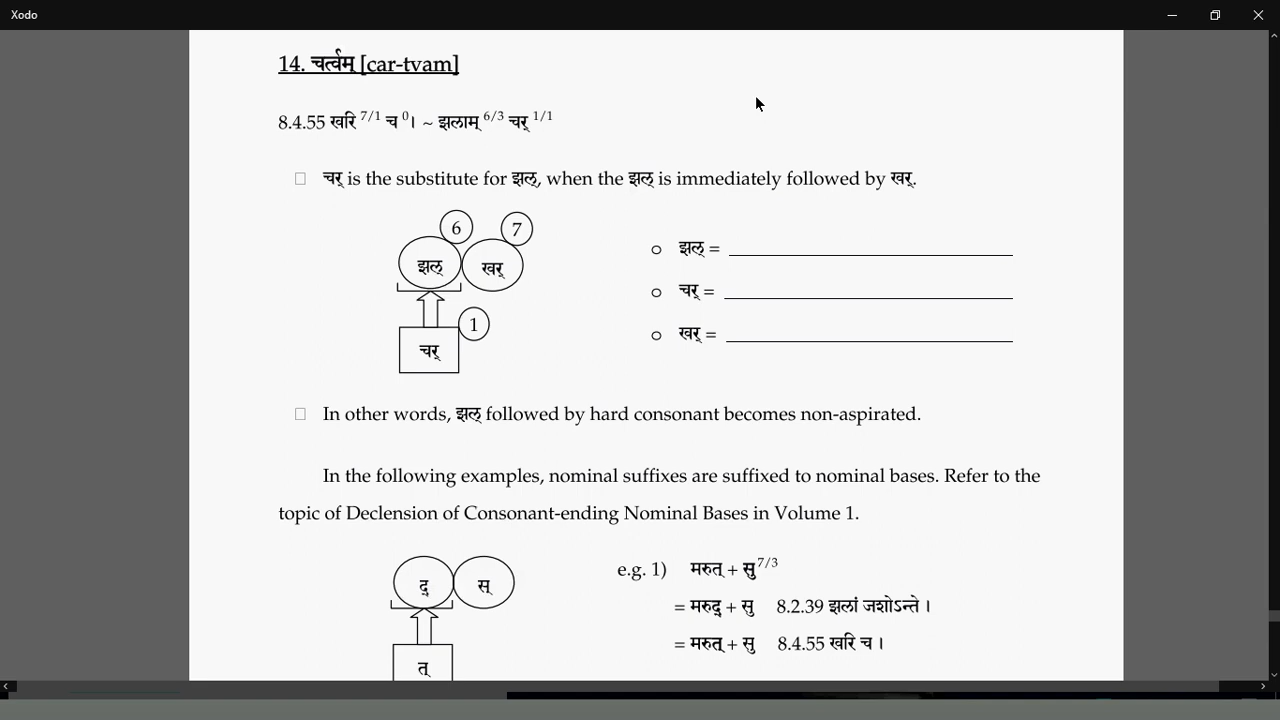 Xodo
14. चर्त्वम् [car-tvam]
8.4.55 खरि 7/1 च 0। ~ झलाम् 6/3 चर् 1/1
चर् is the substitute for झल्, when the झल् is immediately followed by खर्.
6 7
झल् खर्
1
चर्
o झल् =
o चर् =
o खर् =
In other words, झल् followed by hard consonant becomes non-aspirated.
In the following examples, nominal suffixes are suffixed to nominal bases. Refer to the
topic of Declension of Consonant-ending Nominal Bases in Volume 1.
द् स्
त्
e.g. 1) मरुत् + सु 7/3
= मरुद् + सु 8.2.39 झलां जशोऽन्ते ।
= मरुत् + सु 8.4.55 खरि च ।